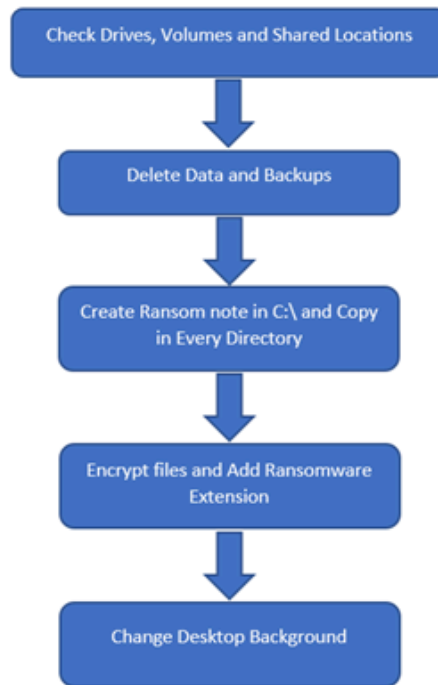 Check Drives, Volumes and Shared Locations
Delete Data and Backups
Create Ransom note in C:\ and Copy
in Every Directory
Encrypt files and Add Ransomware
Extension
Change Desktop Background